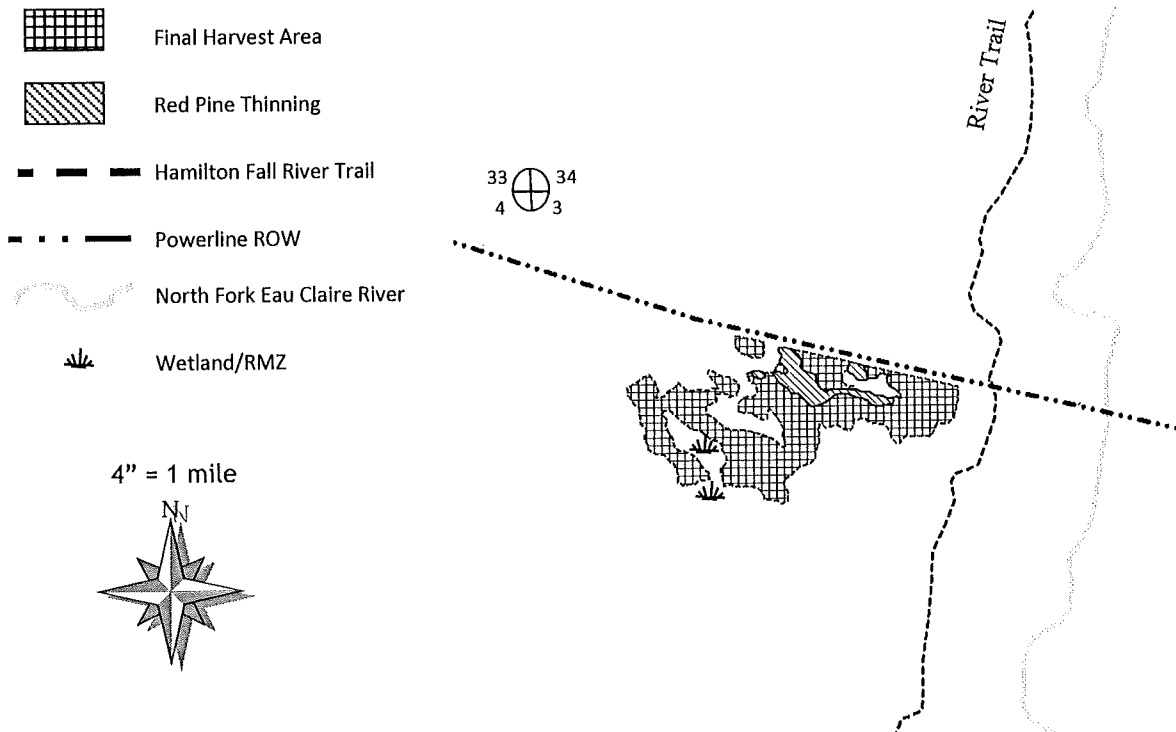 Final Harvest Area
Red Pine Thinning
Hamilton Fall River Trail
Powerline ROW
North Fork Eau Claire River
Wetland/RMZ
4" = 1 mile
N N
33 34
4 3
River Trail